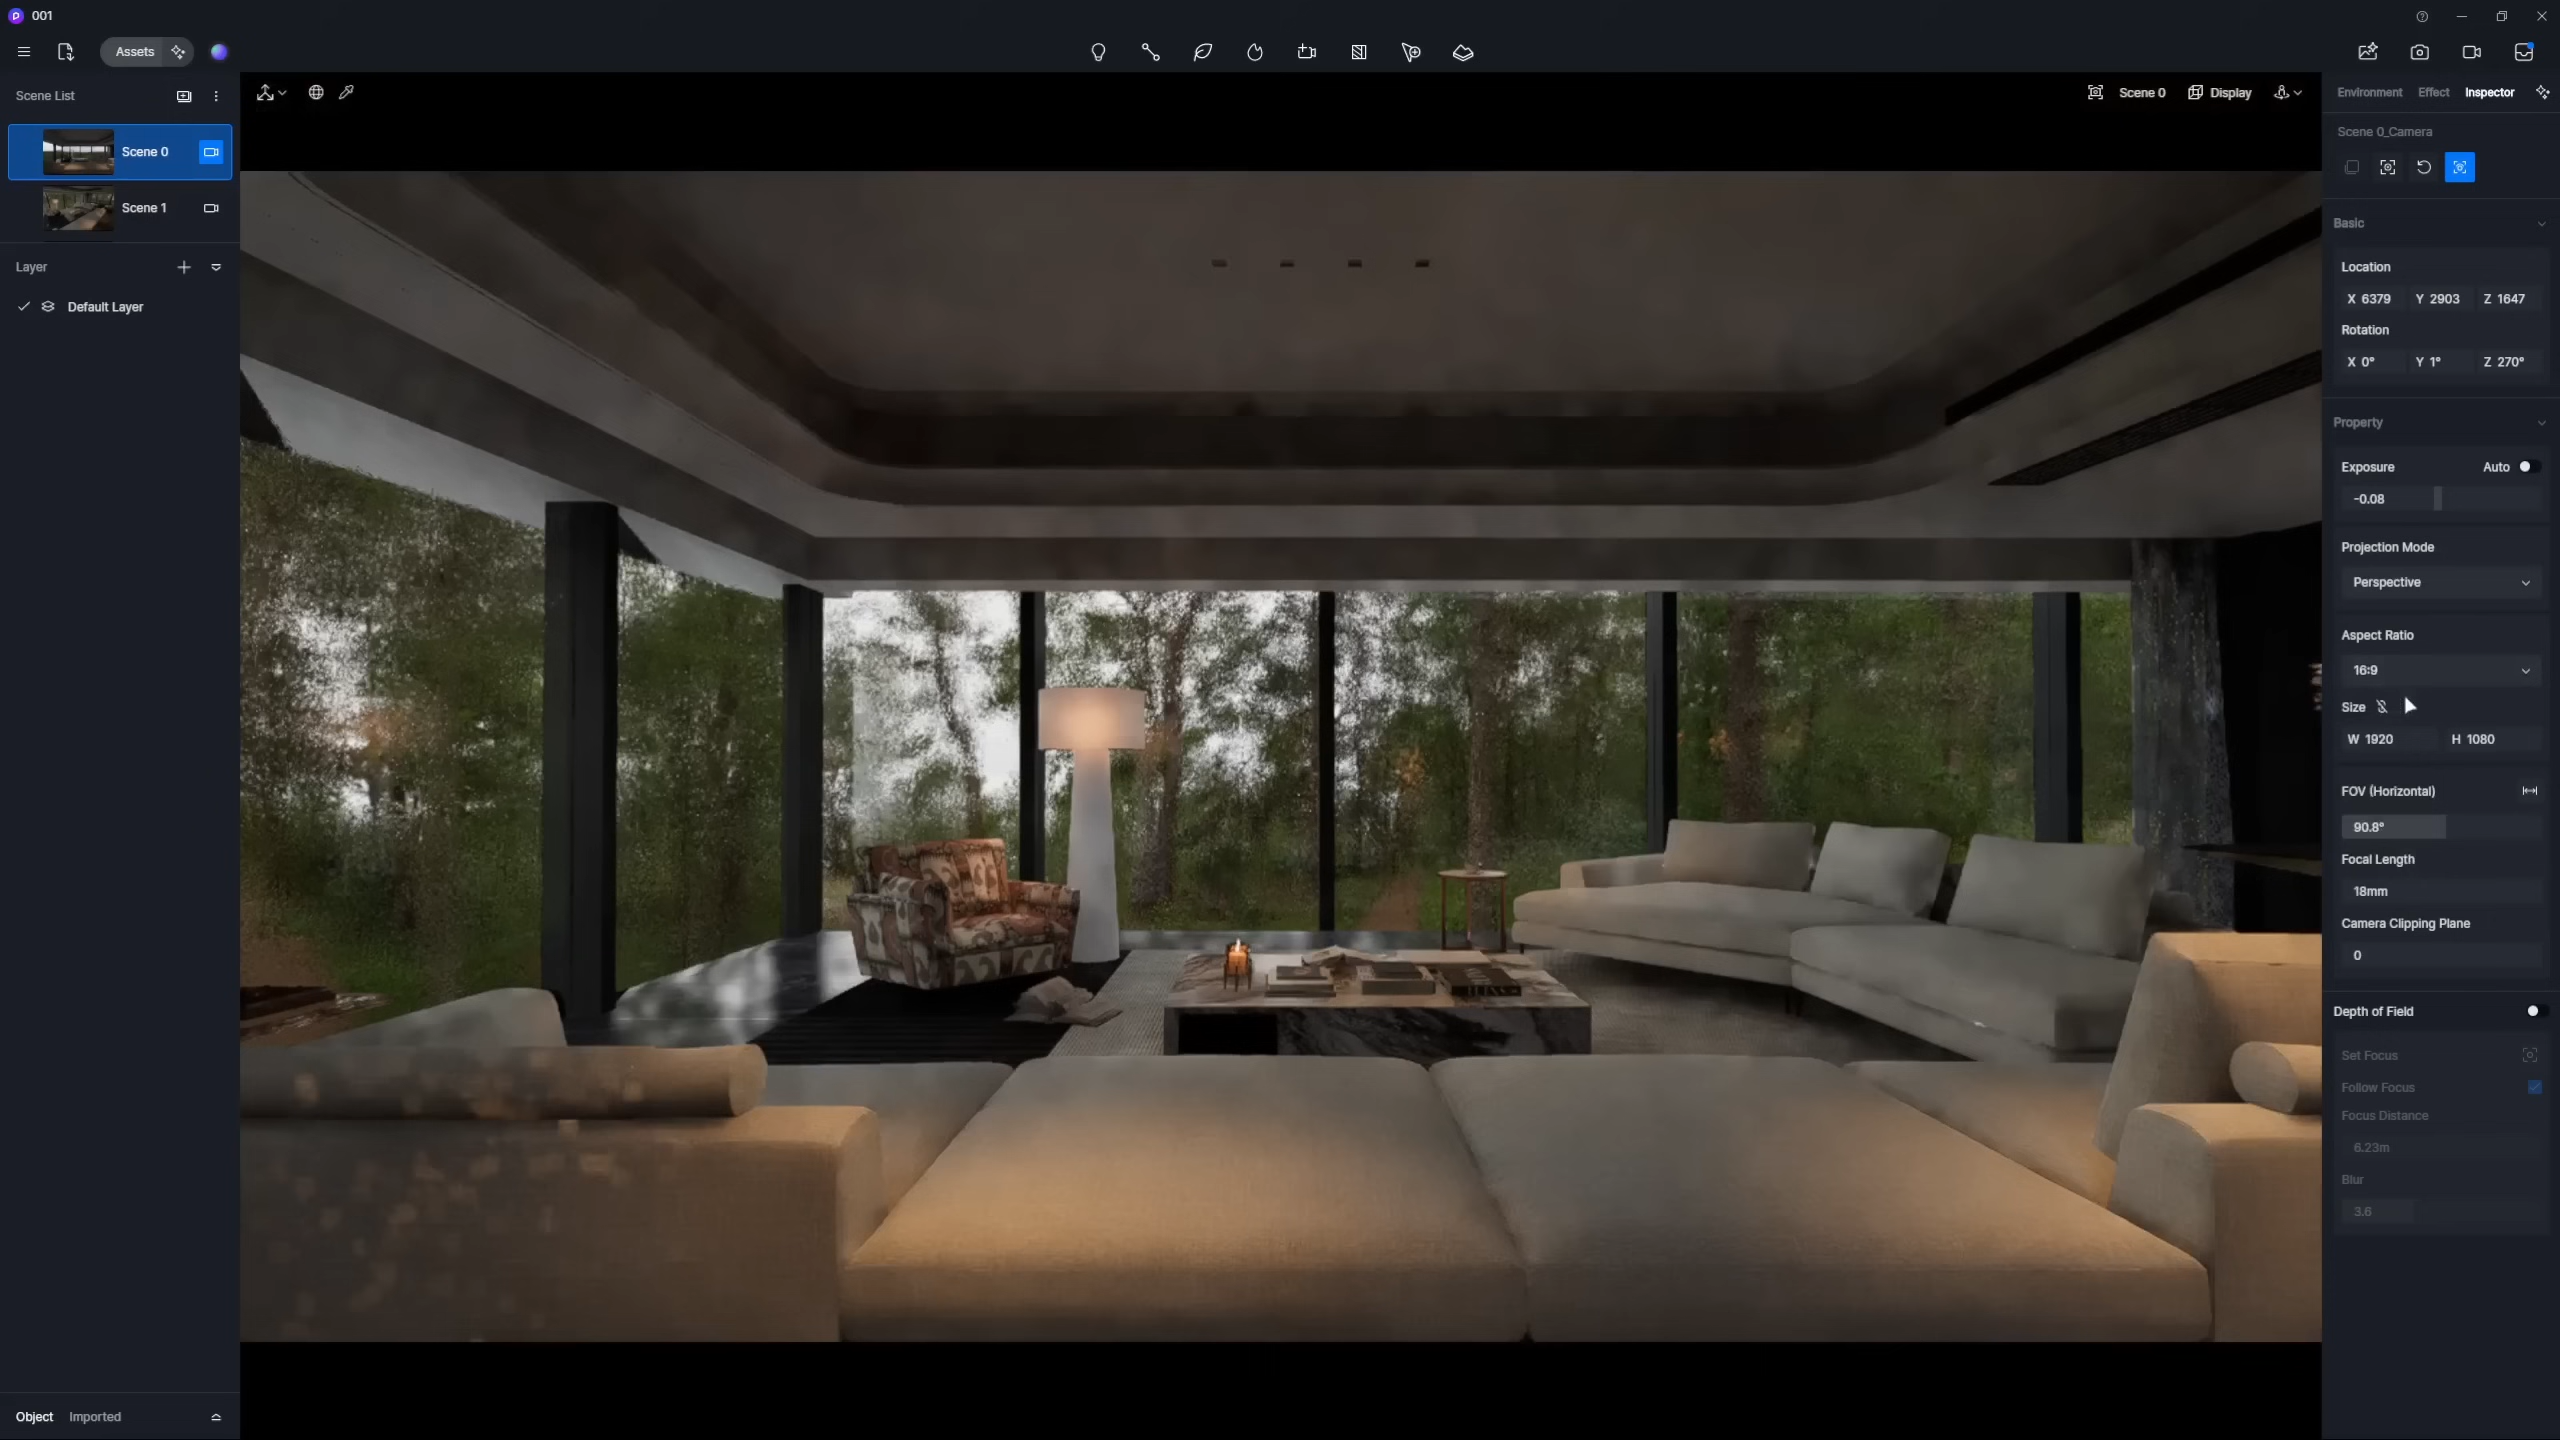 001
Assets
Scene List
Scene 0
Scene 1
Layer
Default Layer
Object Imported
Scene 0 Display
Environment Effect Inspector
Scene 0_Camera
Basic
Location
X 6379 Y 2903 Z 1647
Rotation
X 0° Y 1° Z 270°
Property
Exposure Auto
-0.08
Projection Mode
Perspective
Aspect Ratio
16:9
Size
W 1920 H 1080
FOV (Horizontal)
90.8°
Focal Length
18mm
Camera Clipping Plane
0
Depth of Field
Set Focus
Follow Focus
Focus Distance
6.23m
Blur
3.6